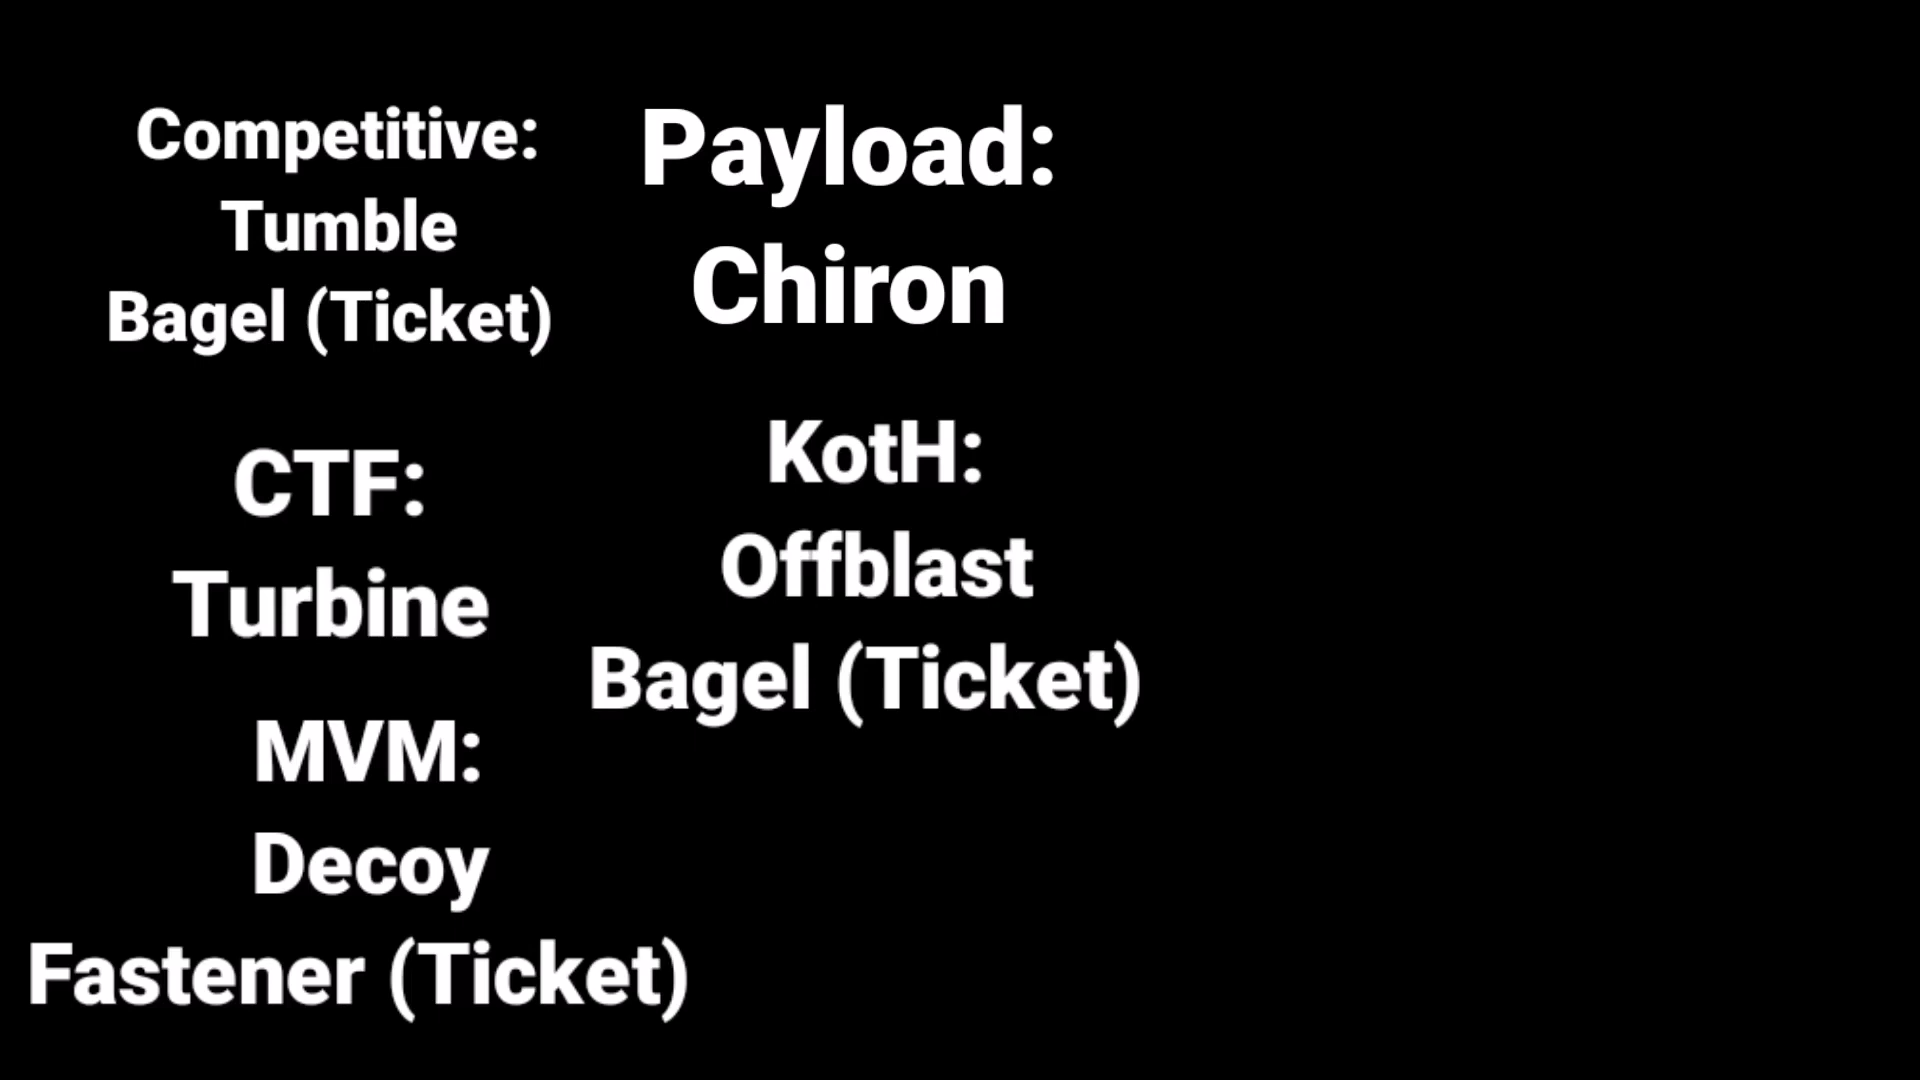 Competitive:
Tumble
Bagel (Ticket)
CTF:
Turbine
MVM:
Decoy
Fastener (Ticket)
Payload:
Chiron
KotH:
Offblast
Bagel (Ticket)